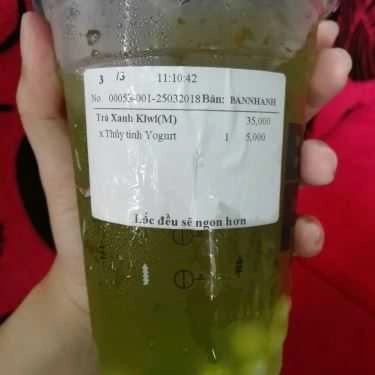 3 /3 11:10:42
No. 00053-001-25032018 Bàn: BANNHANH
Trà Xanh KIwI(M) 35,000
x Thủy tinh Yogurt 1 5,000
Lắc đều sẽ ngon hơn